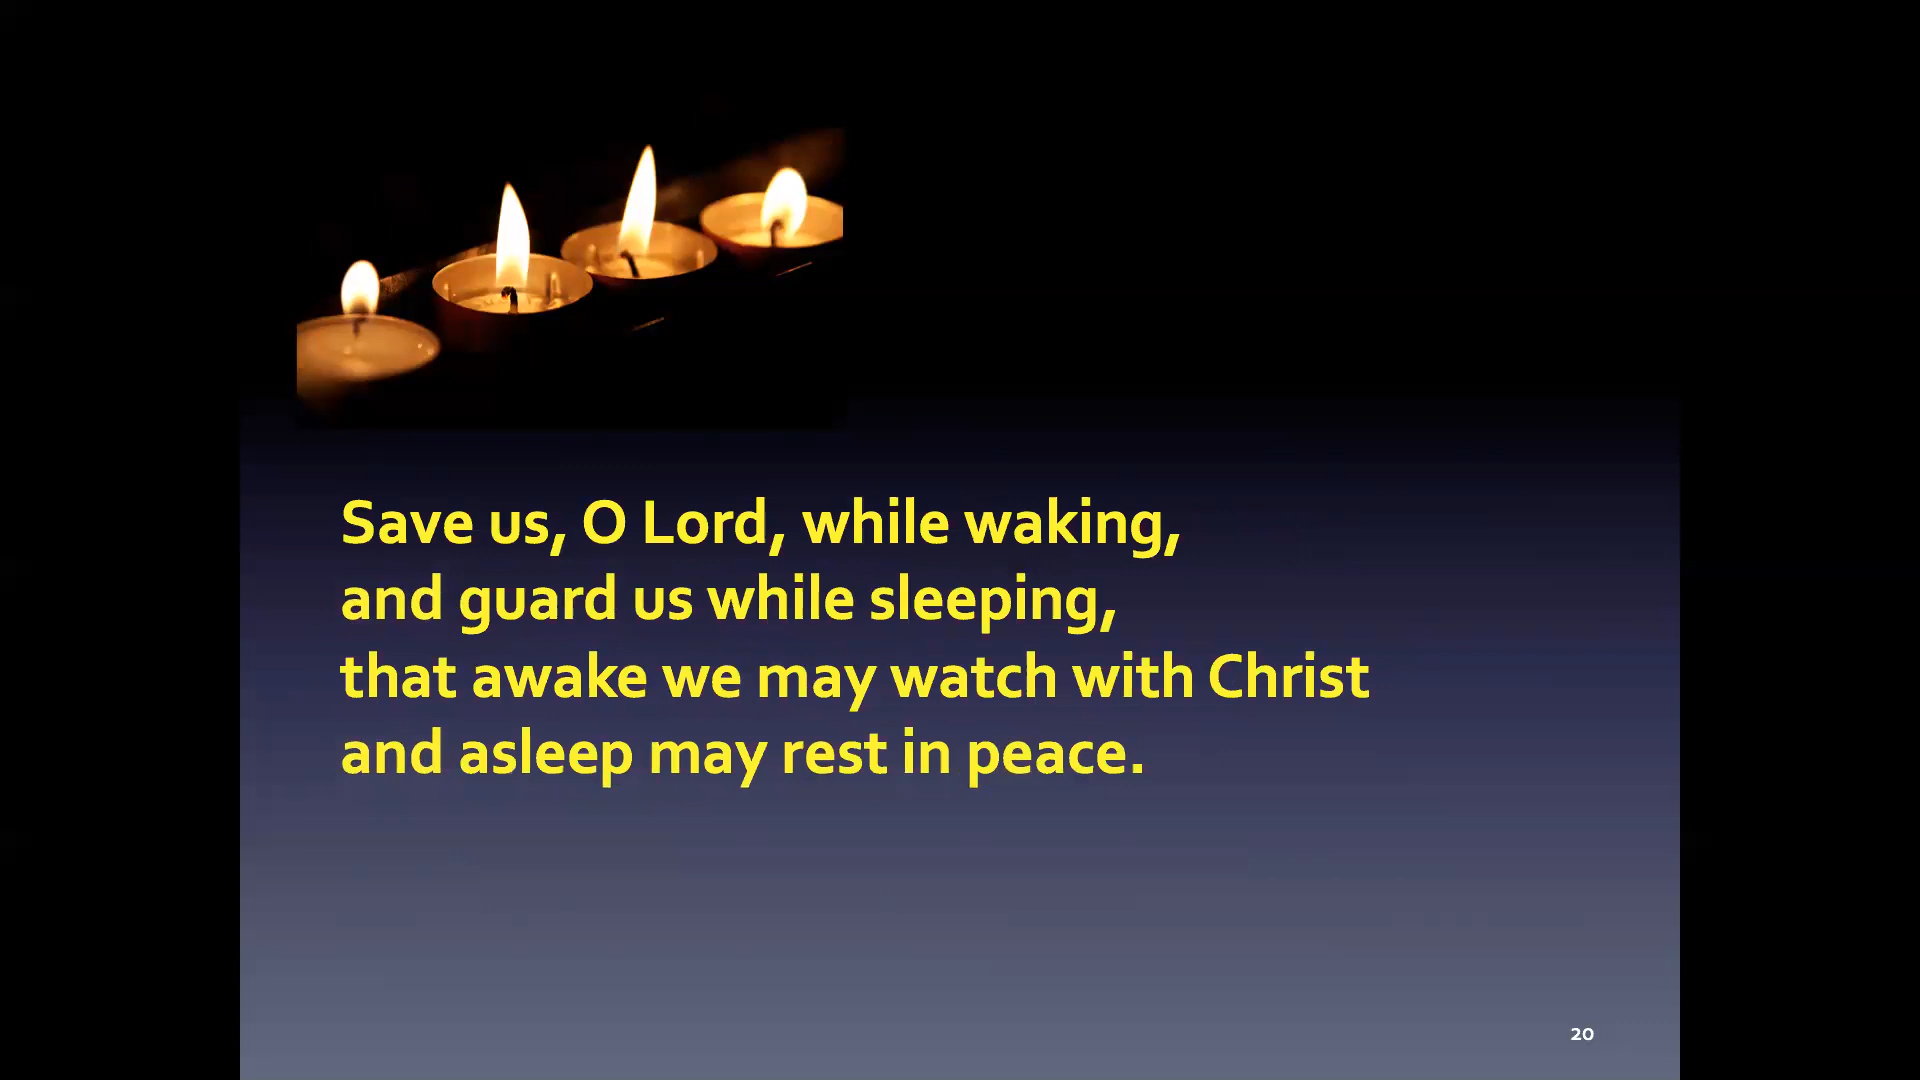 Save us, O Lord, while waking,
and guard us while sleeping,
that awake we may watch with Christ
and asleep may rest in peace.
20